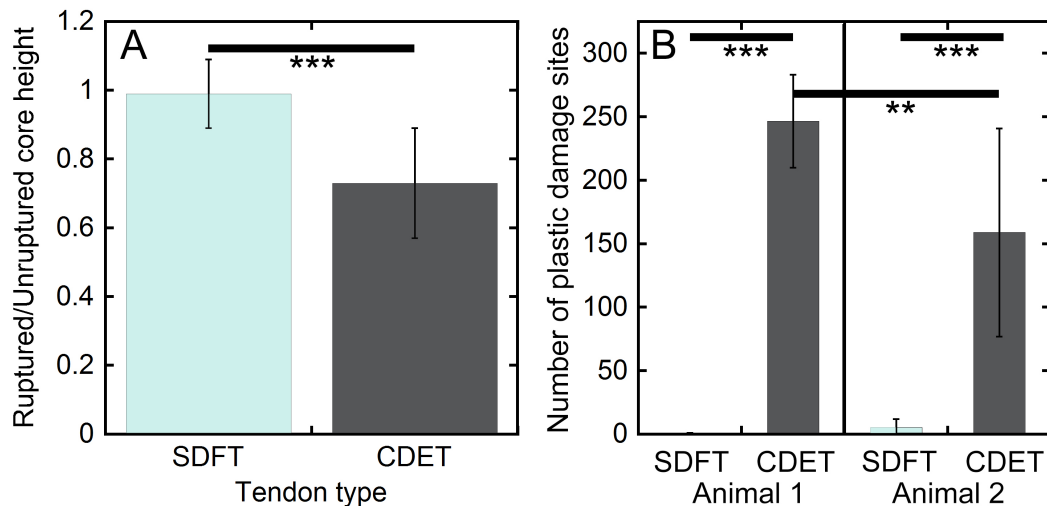 A
Ruptured/Unruptured core height
1.2
1
0.8
0.6
0.4
0.2
0
***
SDFT CDET
Tendon type
B
Number of plastic damage sites
300
250
200
150
100
50
0
*** ***
**
SDFT CDET SDFT CDET
Animal 1 Animal 2